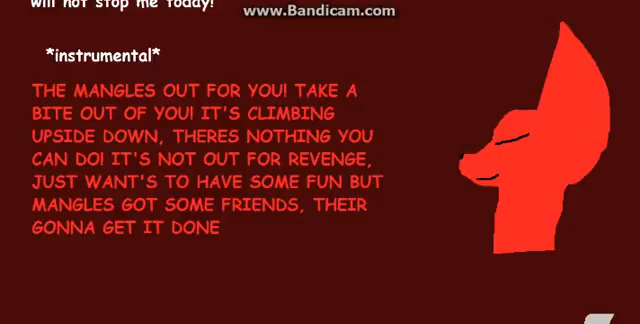 will not stop me today!
www.Bandicam.com
*instrumental*
THE MANGLES OUT FOR YOU! TAKE A
BITE OUT OF YOU! IT'S CLIMBING
UPSIDE DOWN, THERES NOTHING YOU
CAN DO! IT'S NOT OUT FOR REVENGE,
JUST WANT'S TO HAVE SOME FUN BUT
MANGLES GOT SOME FRIENDS, THEIR
GONNA GET IT DONE